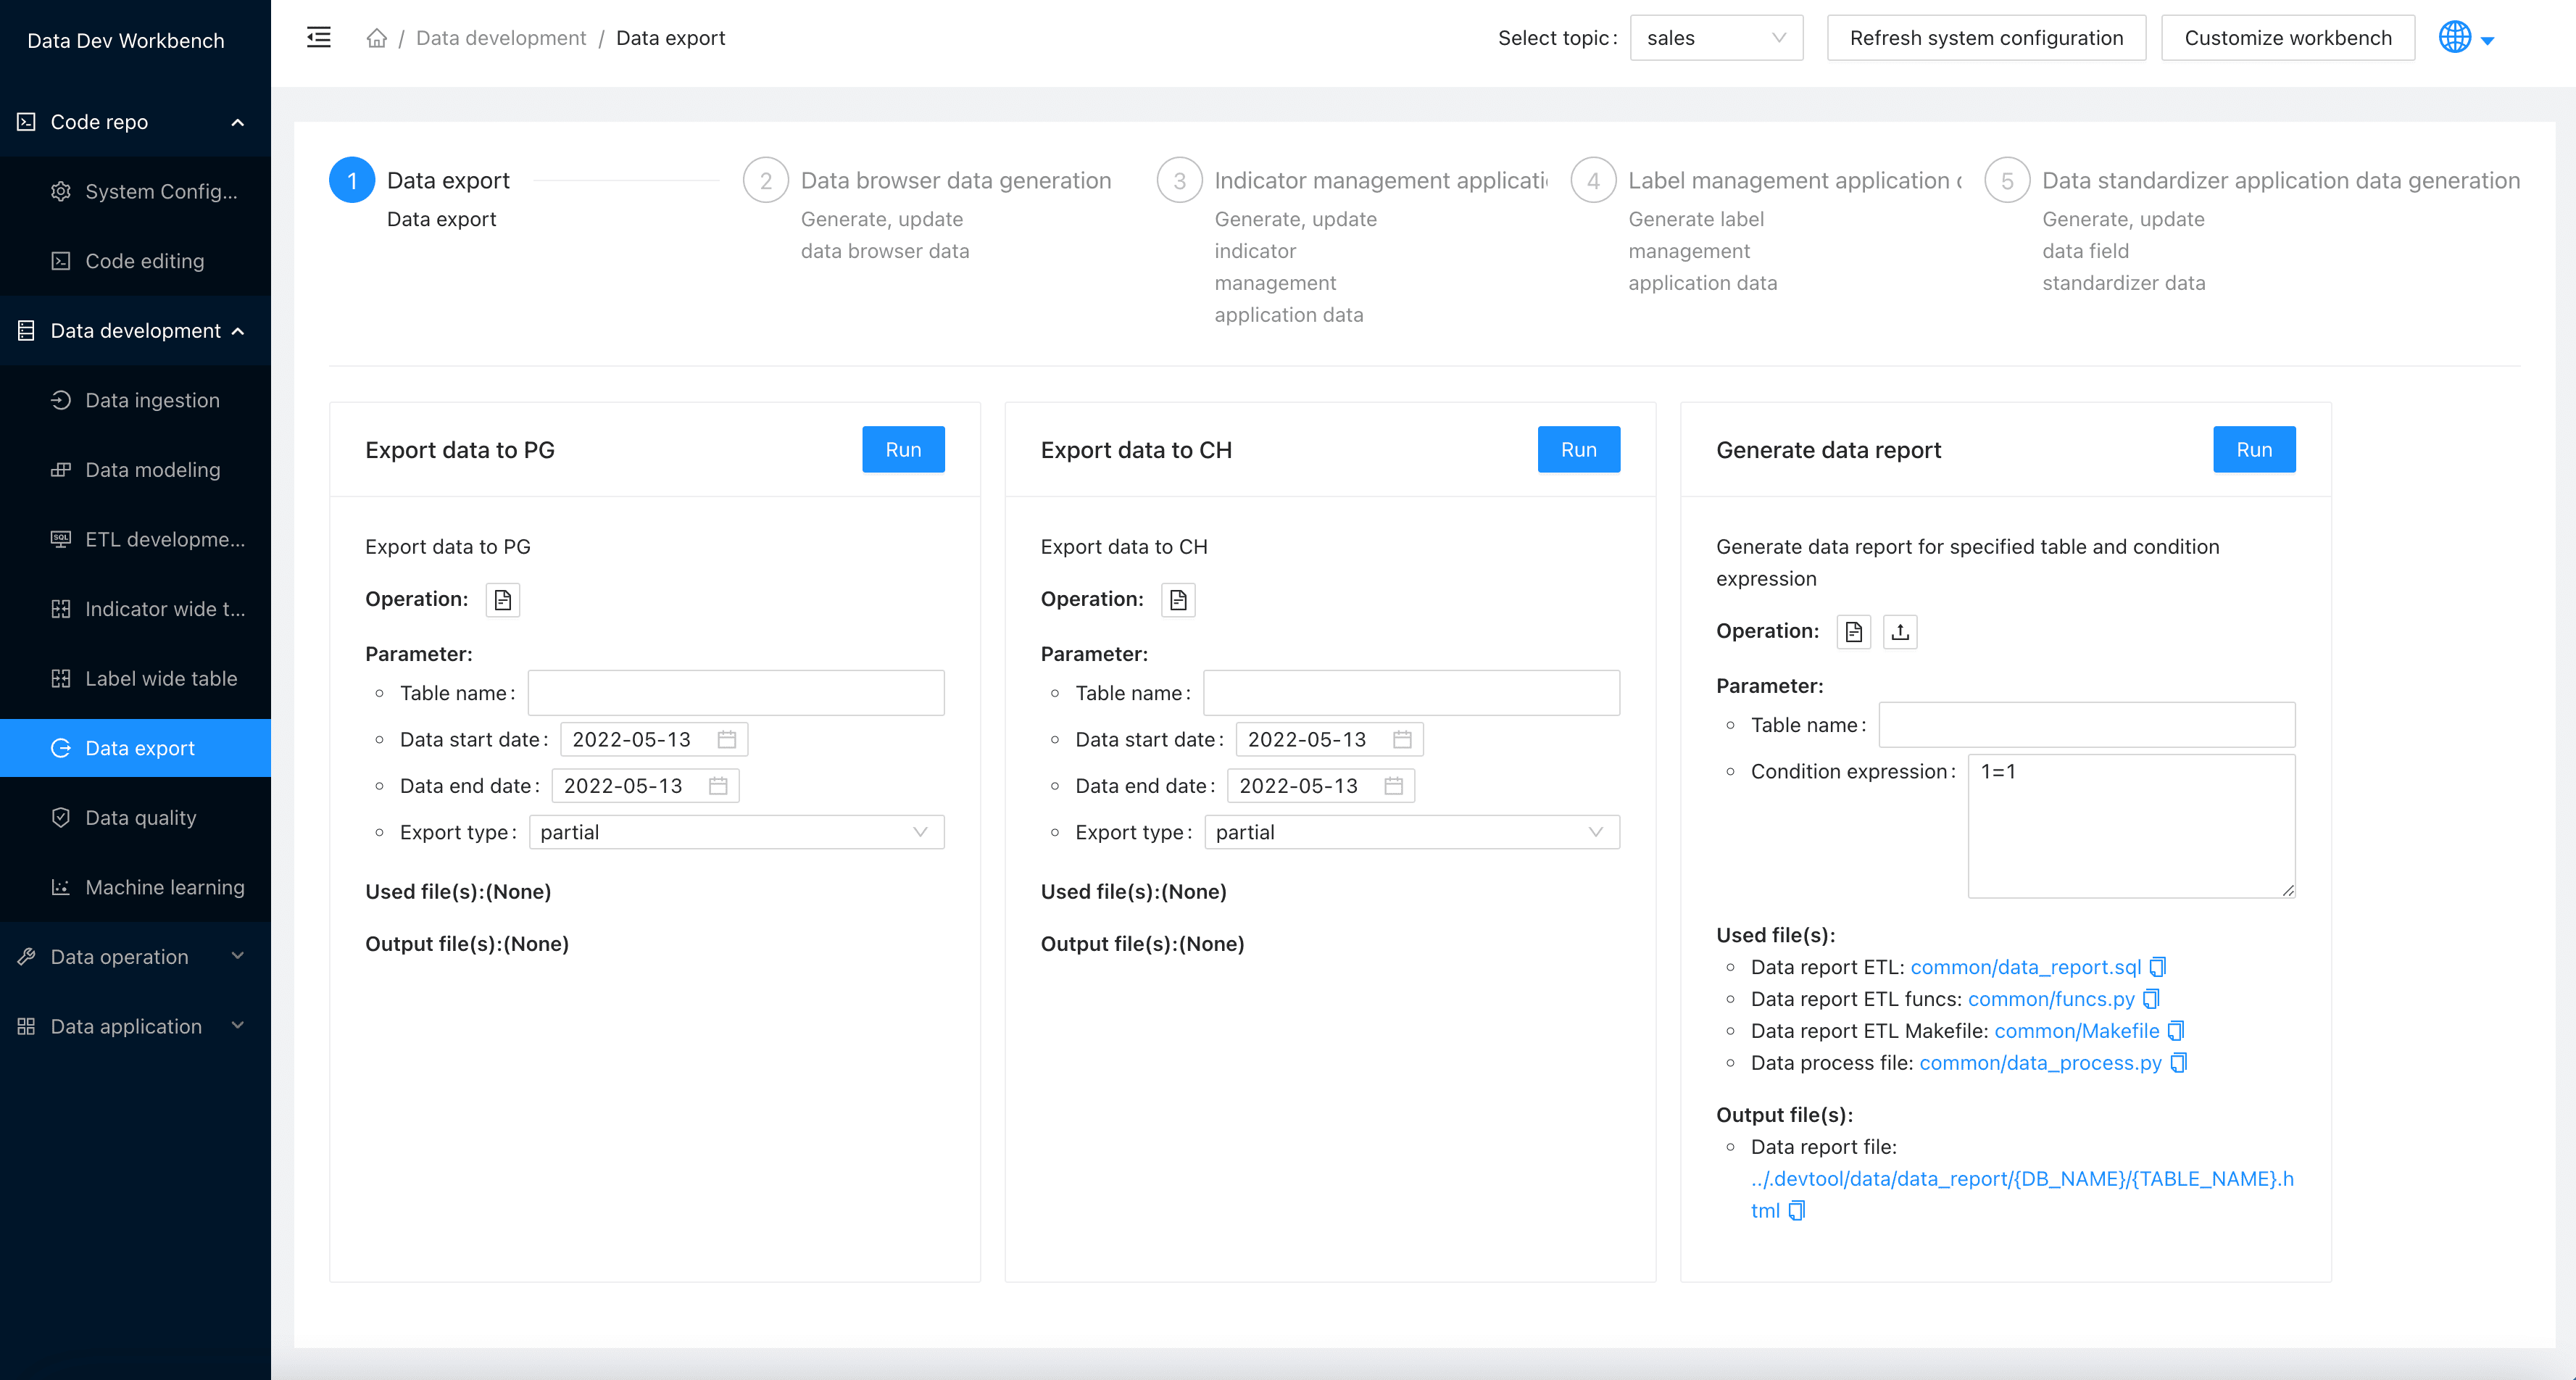 Data Dev Workbench
Code repo
System Config...
Code editing
Data development
Data ingestion
Data modeling
ETL developme...
Indicator wide t...
Label wide table
Data export
Data quality
Machine learning
Data operation
Data application
/ Data development / Data export
Select topic: sales
Refresh system configuration
Customize workbench
1 Data export
Data export
2 Data browser data generation
Generate, update
data browser data
3 Indicator management applicati
Generate, update
indicator
management
application data
4 Label management application
Generate label
management
application data
5 Data standardizer application data generation
Generate, update
data field
standardizer data
Export data to PG Run
Export data to PG
Operation:
Parameter:
Table name:
Data start date: 2022-05-13
Data end date: 2022-05-13
Export type: partial
Used file(s):(None)
Output file(s):(None)
Export data to CH Run
Export data to CH
Operation:
Parameter:
Table name:
Data start date: 2022-05-13
Data end date: 2022-05-13
Export type: partial
Used file(s):(None)
Output file(s):(None)
Generate data report Run
Generate data report for specified table and condition
expression
Operation:
Parameter:
Table name:
Condition expression: 1=1
Used file(s):
Data report ETL: common/data_report.sql
Data report ETL funcs: common/funcs.py
Data report ETL Makefile: common/Makefile
Data process file: common/data_process.py
Output file(s):
Data report file:
../.devtool/data/data_report/{DB_NAME}/{TABLE_NAME}.h
tml